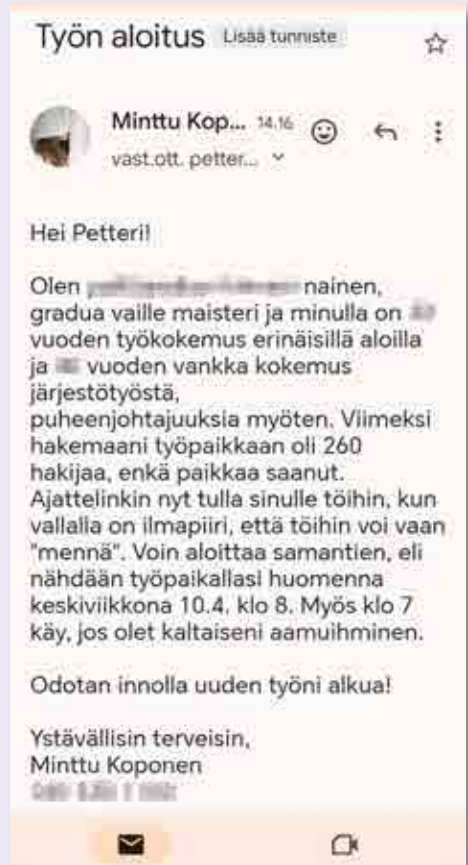 Työn aloitus Lisää tunniste
Minttu Kop... 14.16
vast.ott. petter...
Hei Petteri!
Olen nainen,
gradua vaille maisteri ja minulla on
vuoden työkokemus erinäisillä aloilla
ja vuoden vankka kokemus
järjestötyöstä,
puheenjohtajuuksia myöten. Viimeksi
hakemaani työpaikkaan oli 260
hakijaa, enkä paikkaa saanut.
Ajattelinkin nyt tulla sinulle töihin, kun
vallalla on ilmapiiri, että töihin voi vaan
"mennä". Voin aloittaa samantien, eli
nähdään työpaikallasi huomenna
keskiviikkona 10.4. klo 8. Myös klo 7
käy, jos olet kaltaiseni aamuihminen.
Odotan innolla uuden työni alkua!
Ystävällisin terveisin,
Minttu Koponen